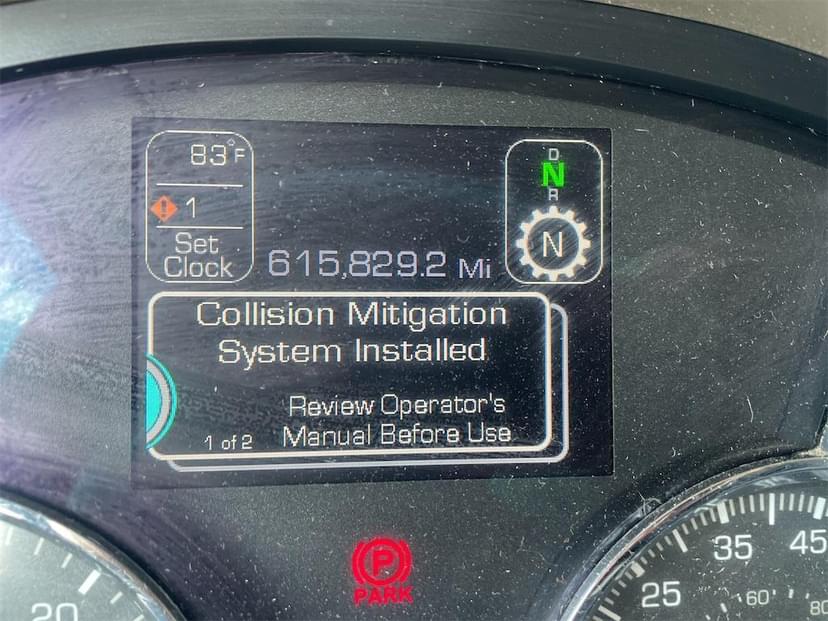 83°F
! 1
Set
Clock
615,829.2 Mi
D
N
R
N
Collision Mitigation
System Installed
Review Operator's
1 of 2 Manual Before Use
P
PARK
20
25
35
45
60
80